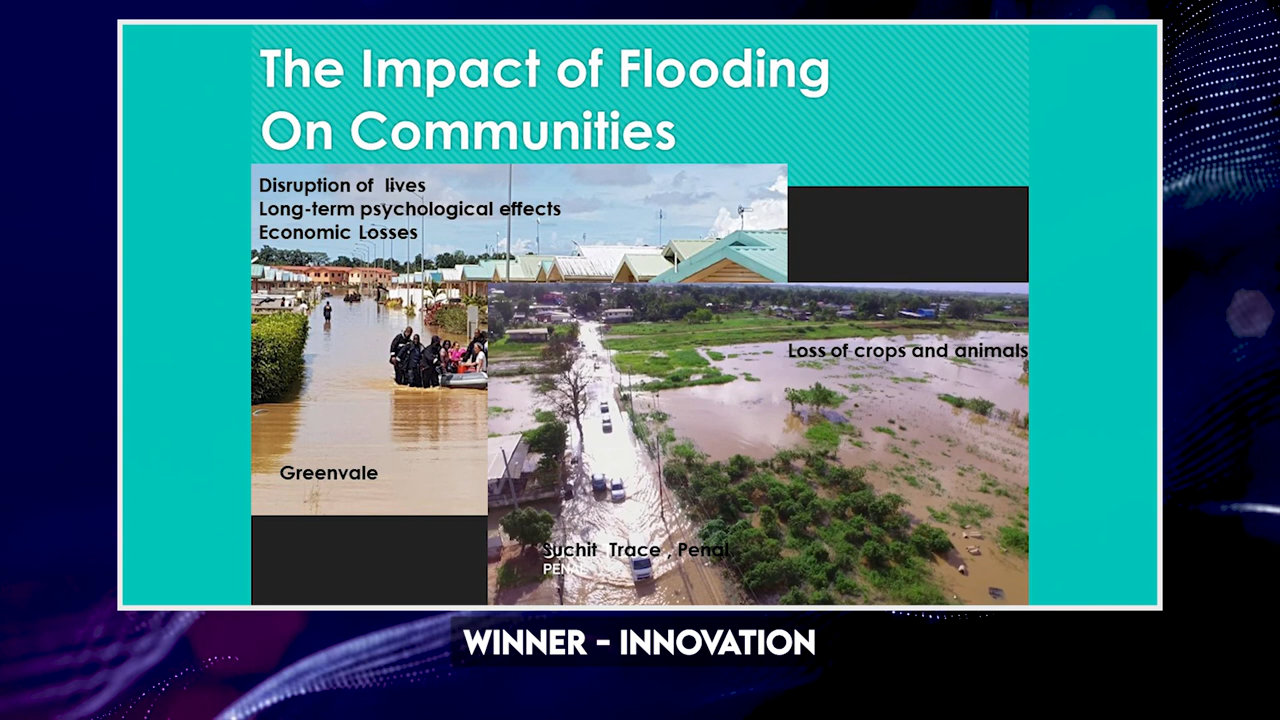 The Impact of Flooding
On Communities
Disruption of lives
Long-term psychological effects
Economic Losses
Loss of crops and animals
Greenvale
Suchit Trace , Penal
PENAL
WINNER - INNOVATION